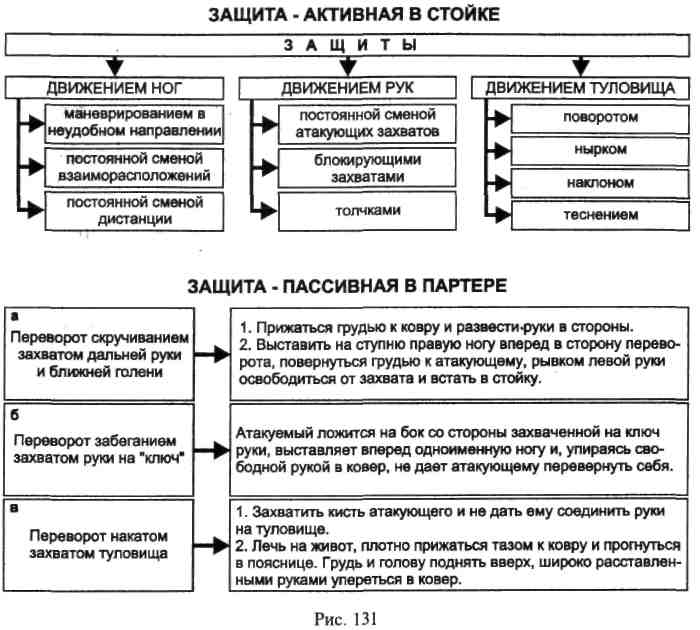 ЗАЩИТА - АКТИВНАЯ В СТОЙКЕ
З А Щ И Т Ы
ДВИЖЕНИЕМ НОГ
маневрированием в
неудобном направлении
постоянной сменой
взаиморасположений
постоянной сменой
дистанции
ДВИЖЕНИЕМ РУК
постоянной сменой
атакующих захватов
блокирующими
захватами
толчками
ДВИЖЕНИЕМ ТУЛОВИЩА
поворотом
нырком
наклоном
теснением
ЗАЩИТА - ПАССИВНАЯ В ПАРТЕРЕ
а
Переворот скручиванием
захватом дальней руки
и ближней голени
1. Прижаться грудью к ковру и развести руки в стороны.
2. Выставить на ступню правую ногу вперед в сторону перево-
рота, повернуться грудью к атакующему, рывком левой руки
освободиться от захвата и встать в стойку.
б
Переворот забеганием
захватом руки на "ключ"
Атакуемый ложится на бок со стороны захваченной на ключ
руки, выставляет вперед одноименную ногу и, упираясь сво-
бодной рукой в ковер, не дает атакующему перевернуть себя.
в
Переворот накатом
захватом туловища
1. Захватить кисть атакующего и не дать ему соединить руки
на туловище.
2. Лечь на живот, плотно прижаться тазом к ковру и прогнуться
в пояснице. Грудь и голову поднять вверх, широко расставлен-
ными руками упереться в ковер.
Рис. 131